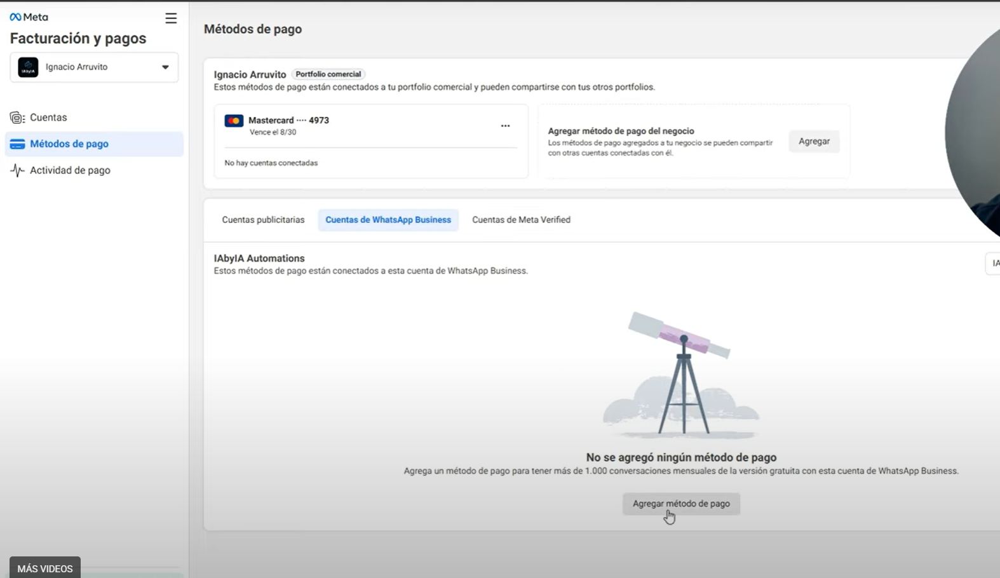 Meta
Facturación y pagos
Ignacio Arruvito
Cuentas
Métodos de pago
Actividad de pago
Métodos de pago
Ignacio Arruvito Portfolio comercial
Estos métodos de pago están conectados a tu portfolio comercial y pueden compartirse con tus otros portfolios.
Mastercard ···· 4973
Vence el 8/30
No hay cuentas conectadas
Agregar método de pago del negocio
Los métodos de pago agregados a tu negocio se pueden compartir
con otras cuentas conectadas con él.
Agregar
Cuentas publicitarias Cuentas de WhatsApp Business Cuentas de Meta Verified
IAbyIA Automations
Estos métodos de pago están conectados a esta cuenta de WhatsApp Business.
IA
No se agregó ningún método de pago
Agrega un método de pago para tener más de 1.000 conversaciones mensuales de la versión gratuita con esta cuenta de WhatsApp Business.
Agregar método de pago
MÁS VIDEOS